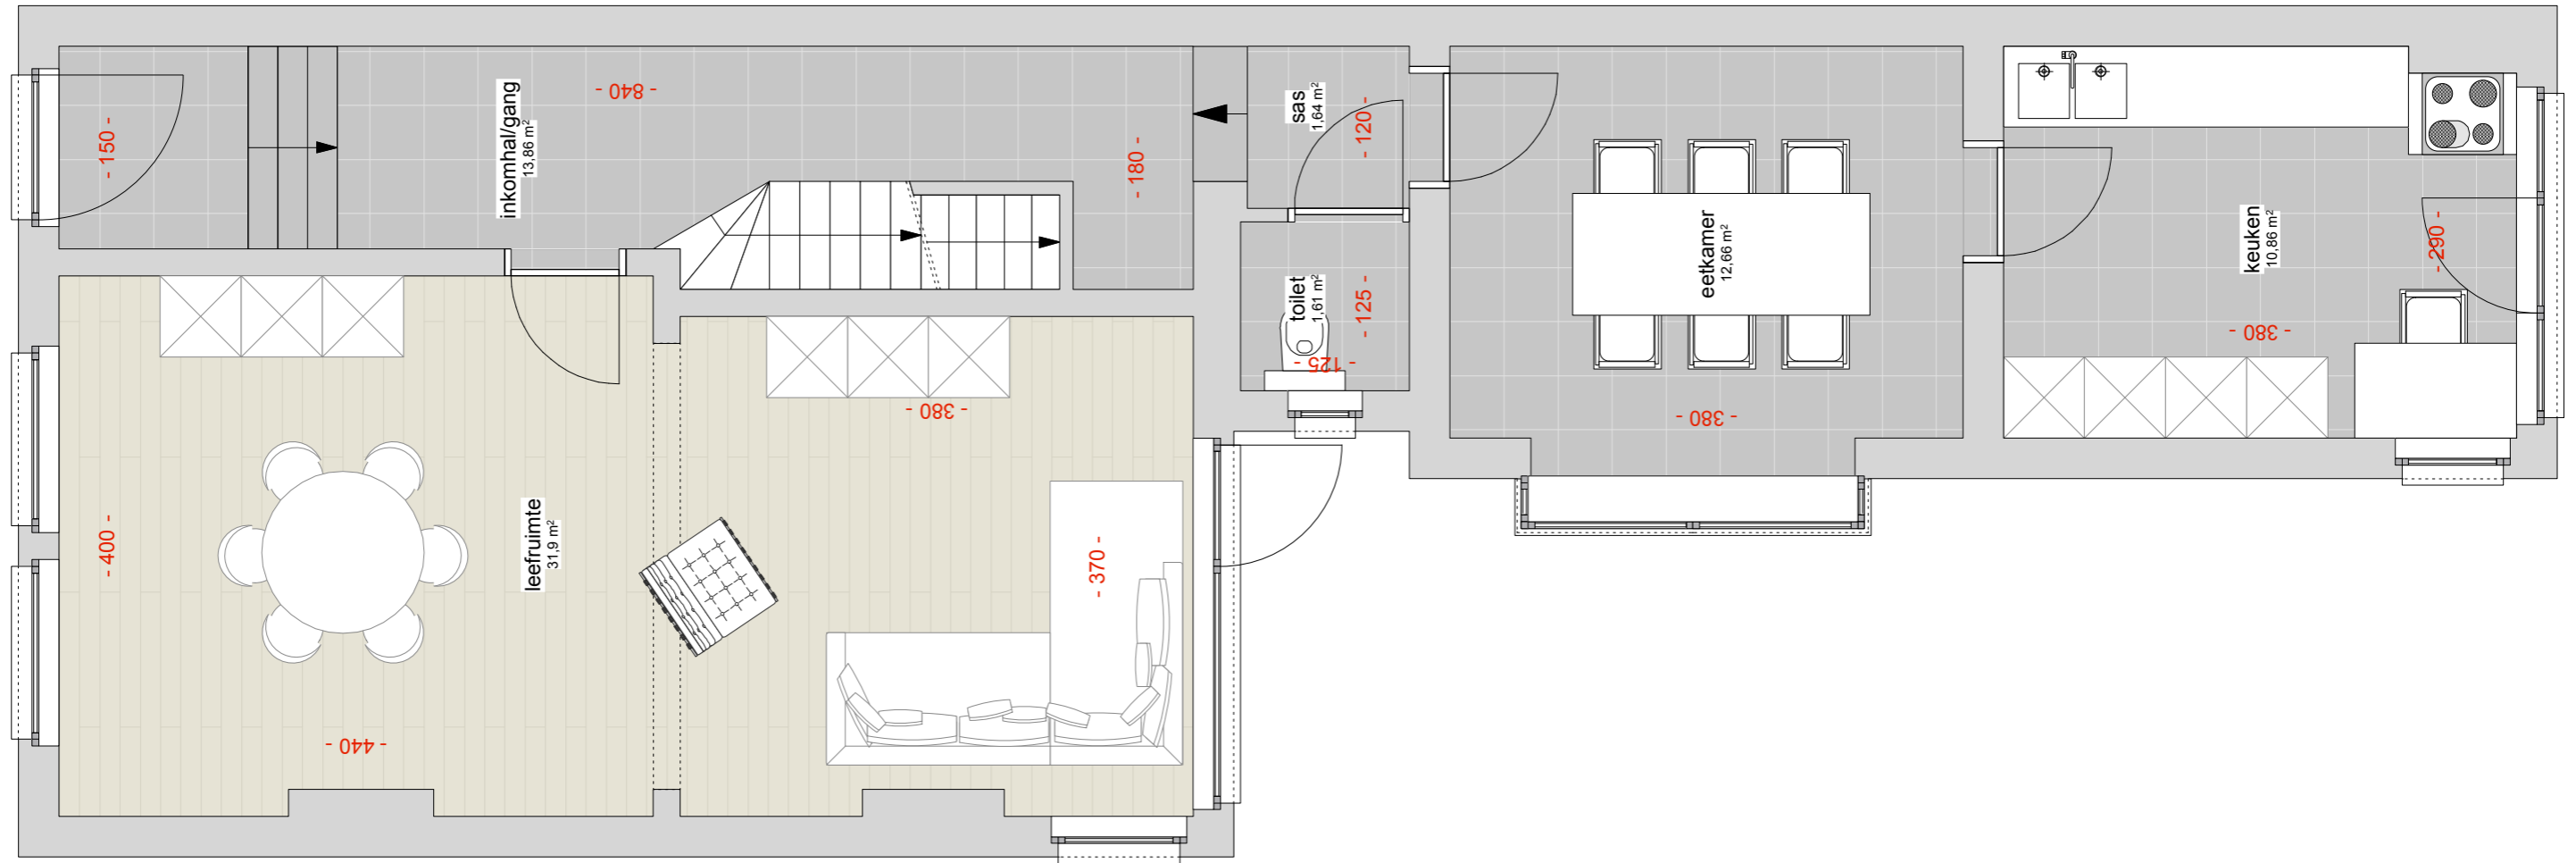 - 150 -
inkomhal/gang
13,86 m²
- 840 -
- 180 -
sas
1,64 m²
- 120 -
toilet
1,61 m²
- 125 -
- 125 -
eetkamer
12,66 m²
- 380 -
keuken
10,86 m²
- 290 -
- 380 -
- 400 -
leefruimte
31,9 m²
- 440 -
- 380 -
- 370 -